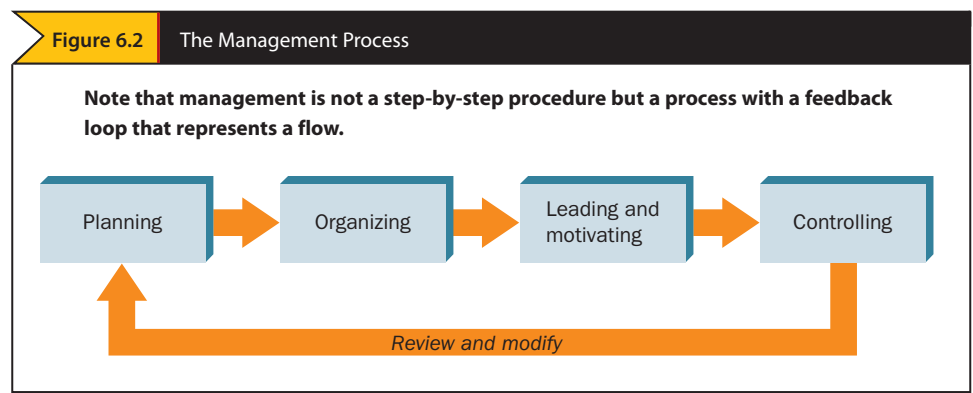 Figure 6.2 The Management Process
Note that management is not a step-by-step procedure but a process with a feedback
loop that represents a flow.
Planning
Organizing
Leading and
motivating
Controlling
Review and modify